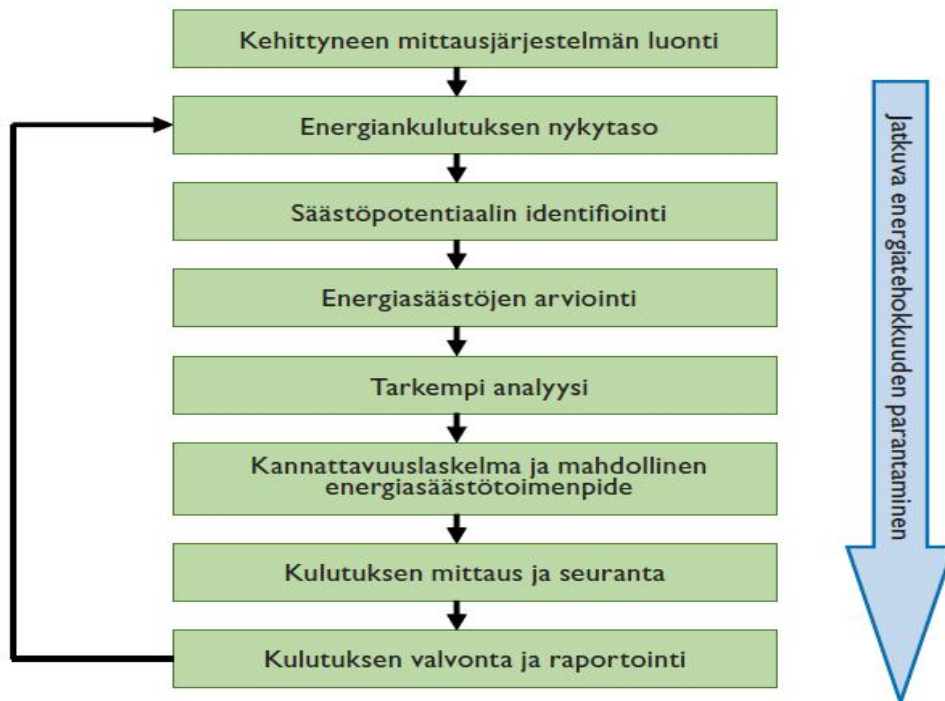 Kehittyneen mittausjärjestelmän luonti
Energiankulutuksen nykytaso
Säästöpotentiaalin identifiointi
Energiasäästöjen arviointi
Tarkempi analyysi
Kannattavuuslaskelma ja mahdollinen
energiasäästötoimenpide
Kulutuksen mittaus ja seuranta
Kulutuksen valvonta ja raportointi
Jatkuva energiatehokkuuden parantaminen